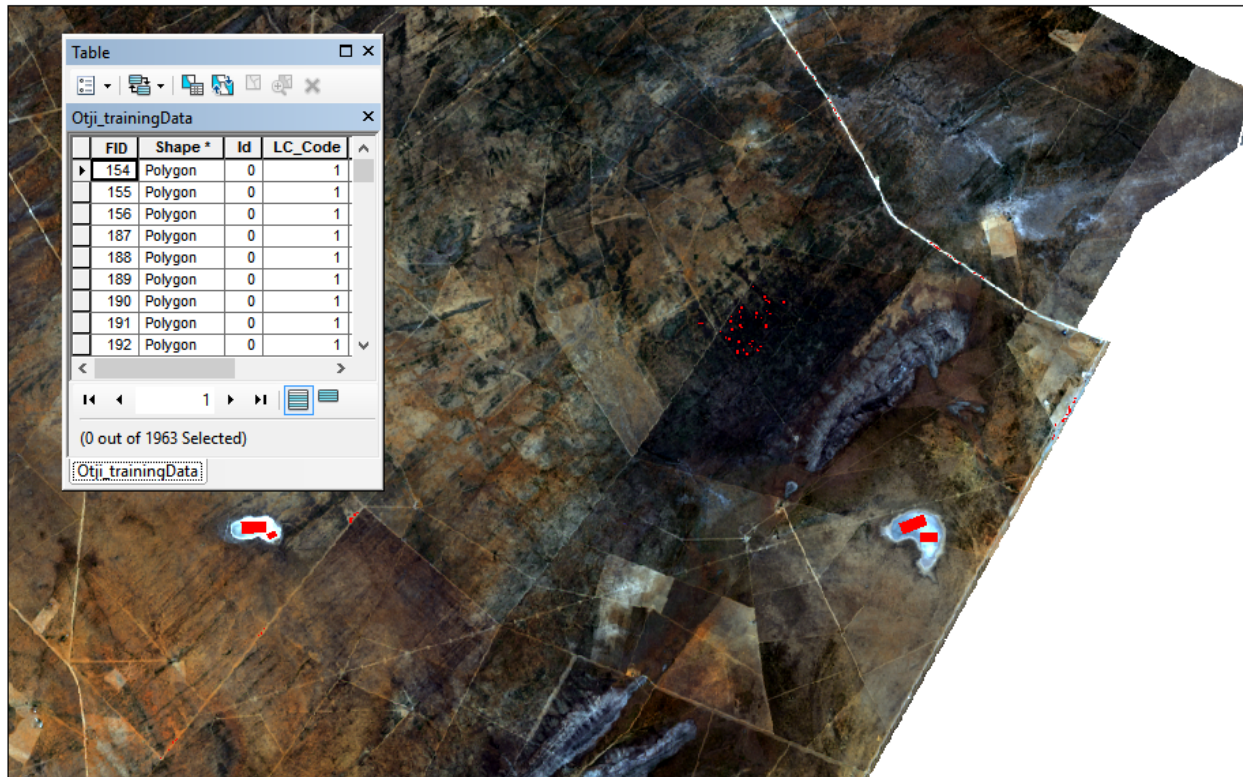 Table
Otji_trainingData
FID Shape * Id LC_Code
154 Polygon 0 1
155 Polygon 0 1
156 Polygon 0 1
187 Polygon 0 1
188 Polygon 0 1
189 Polygon 0 1
190 Polygon 0 1
191 Polygon 0 1
192 Polygon 0 1
1
(0 out of 1963 Selected)
Otji_trainingData